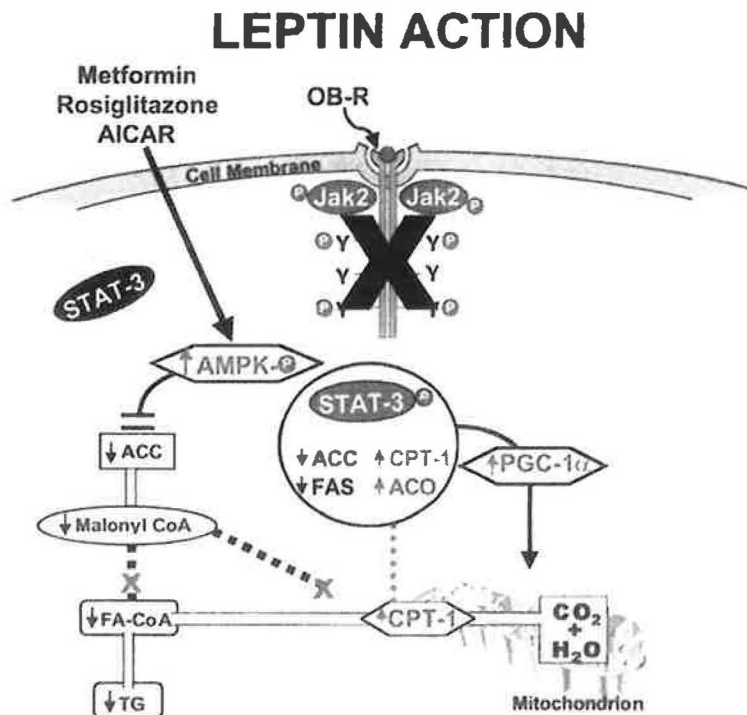 LEPTIN ACTION
Metformin
Rosiglitazone
AICAR
OB-R
Cell Membrane
P Jak2 Jak2 P
P Y Y P
Y Y
P Y P
STAT-3
↑AMPK-P
STAT-3 P
↓ACC ↑CPT-1
↓FAS ↑ACO
↑PGC-1α
↓ACC
↓Malonyl CoA
X
X
↓FA-CoA
↑CPT-1
CO₂
+
H₂O
↓TG
Mitochondrion